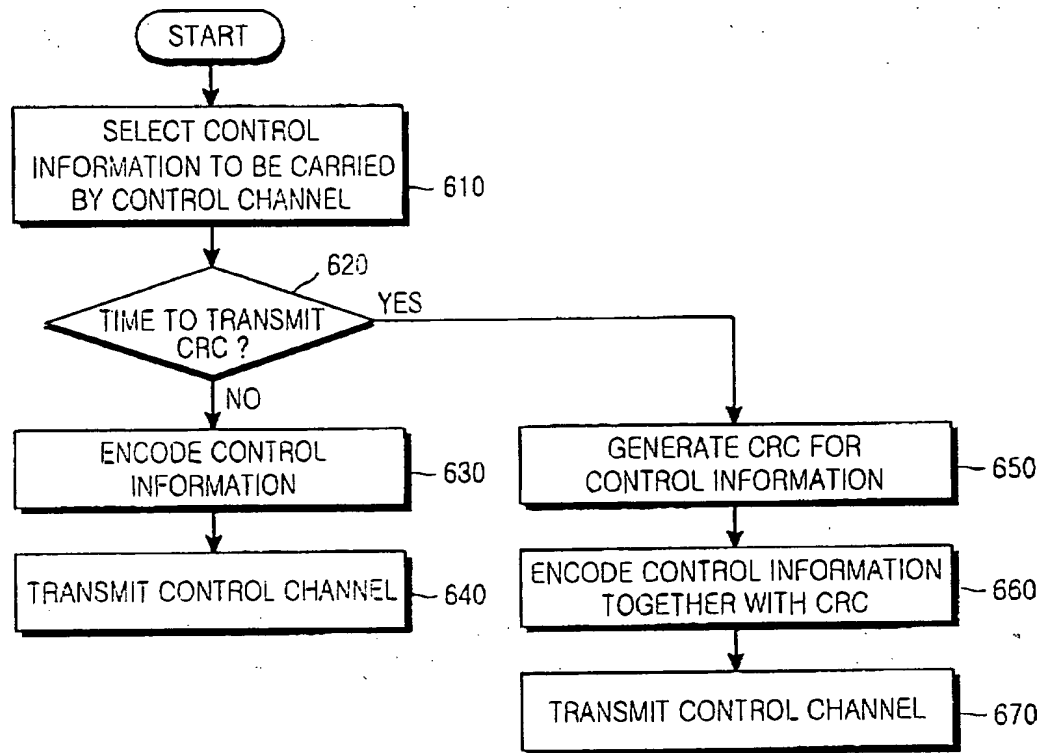 START
SELECT CONTROL
INFORMATION TO BE CARRIED
BY CONTROL CHANNEL
610
620
TIME TO TRANSMIT
CRC ?
YES
NO
ENCODE CONTROL
INFORMATION
630
TRANSMIT CONTROL CHANNEL
640
GENERATE CRC FOR
CONTROL INFORMATION
650
ENCODE CONTROL INFORMATION
TOGETHER WITH CRC
660
TRANSMIT CONTROL CHANNEL
670